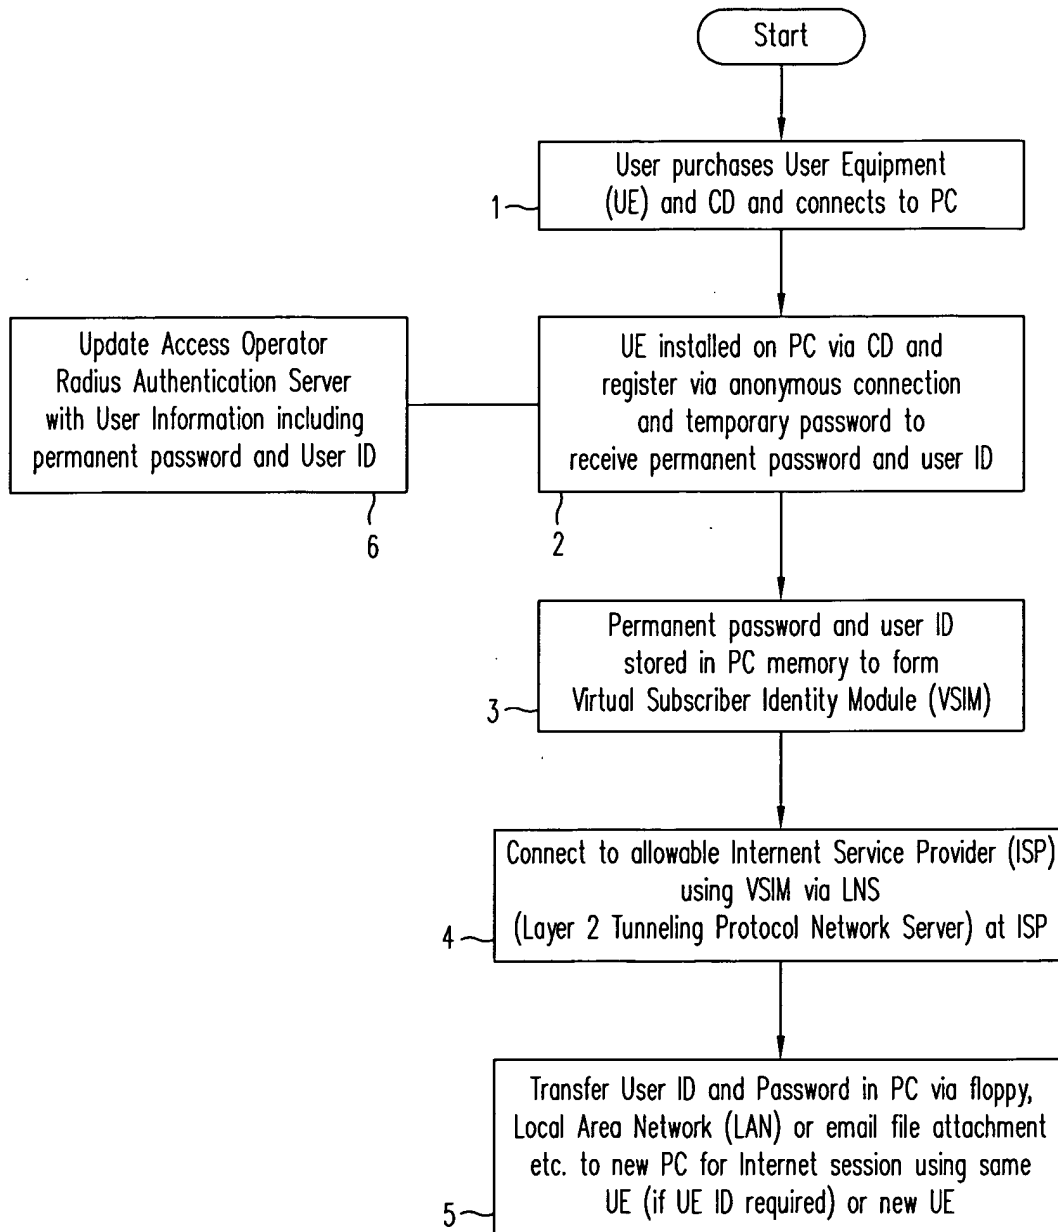 Start
User purchases User Equipment
(UE) and CD and connects to PC
1
Update Access Operator
Radius Authentication Server
with User Information including
permanent password and User ID
6
UE installed on PC via CD and
register via anonymous connection
and temporary password to
receive permanent password and user ID
2
Permanent password and user ID
stored in PC memory to form
Virtual Subscriber Identity Module (VSIM)
3
Connect to allowable Internent Service Provider (ISP)
using VSIM via LNS
(Layer 2 Tunneling Protocol Network Server) at ISP
4
Transfer User ID and Password in PC via floppy,
Local Area Network (LAN) or email file attachment
etc. to new PC for Internet session using same
UE (if UE ID required) or new UE
5